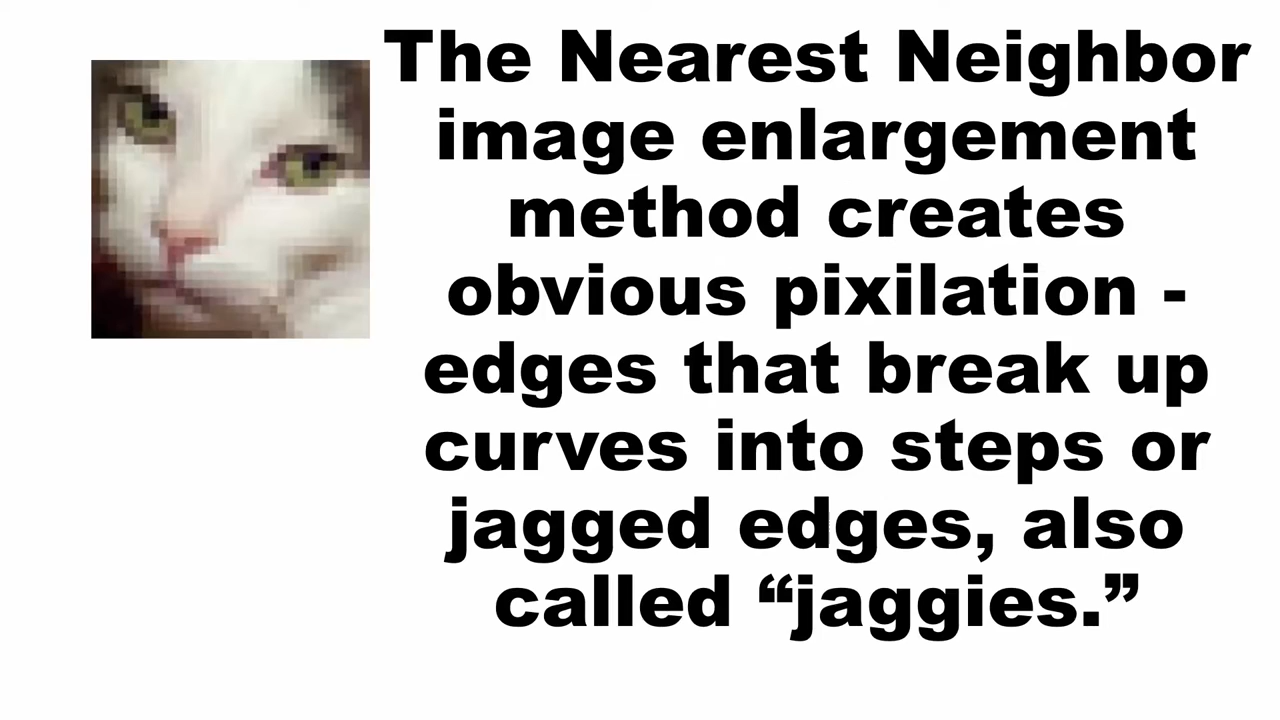 The Nearest Neighbor
image enlargement
method creates
obvious pixilation -
edges that break up
curves into steps or
jagged edges, also
called “jaggies.”